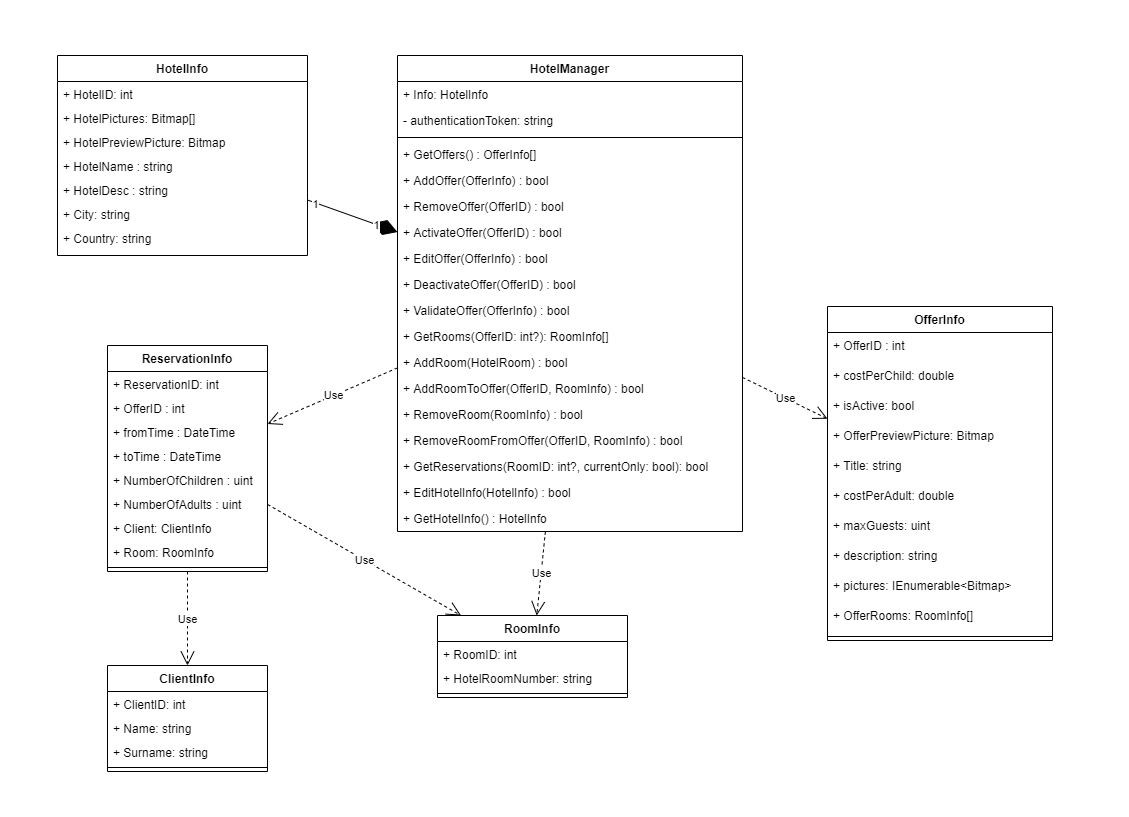 HotelInfo
+ HotelID: int
+ HotelPictures: Bitmap[]
+ HotelPreviewPicture: Bitmap
+ HotelName : string
+ HotelDesc : string
+ City: string
+ Country: string
HotelManager
+ Info: HotelInfo
- authenticationToken: string
+ GetOffers() : OfferInfo[]
+ AddOffer(OfferInfo) : bool
+ RemoveOffer(OfferID) : bool
+ ActivateOffer(OfferID) : bool
+ EditOffer(OfferInfo) : bool
+ DeactivateOffer(OfferID) : bool
+ ValidateOffer(OfferInfo) : bool
+ GetRooms(OfferID: int?): RoomInfo[]
+ AddRoom(HotelRoom) : bool
+ AddRoomToOffer(OfferID, RoomInfo) : bool
+ RemoveRoom(RoomInfo) : bool
+ RemoveRoomFromOffer(OfferID, RoomInfo) : bool
+ GetReservations(RoomID: int?, currentOnly: bool): bool
+ EditHotelInfo(HotelInfo) : bool
+ GetHotelInfo() : HotelInfo
1
1
OfferInfo
+ OfferID : int
+ costPerChild: double
+ isActive: bool
+ OfferPreviewPicture: Bitmap
+ Title: string
+ costPerAdult: double
+ maxGuests: uint
+ description: string
+ pictures: IEnumerable<Bitmap>
+ OfferRooms: RoomInfo[]
Use
Use
ReservationInfo
+ ReservationID: int
+ OfferID : int
+ fromTime : DateTime
+ toTime : DateTime
+ NumberOfChildren : uint
+ NumberOfAdults : uint
+ Client: ClientInfo
+ Room: RoomInfo
Use
Use
Use
RoomInfo
+ RoomID: int
+ HotelRoomNumber: string
ClientInfo
+ ClientID: int
+ Name: string
+ Surname: string